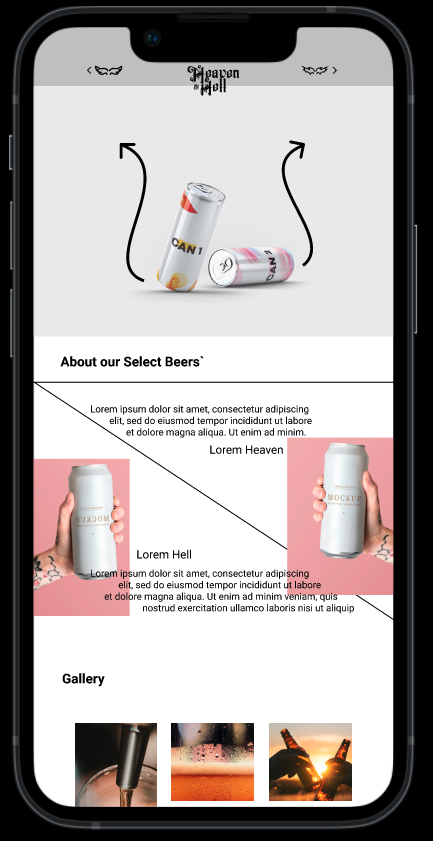 Heaven
& Hell
CAN 1
CAN 1
About our Select Beers`
Lorem ipsum dolor sit amet, consectetur adipiscing
elit, sed do eiusmod tempor incididunt ut labore
et dolore magna aliqua. Ut enim ad minim.
Lorem Heaven
MOCKUP
MOCKUP
Lorem Hell
Lorem ipsum dolor sit amet, consectetur adipiscing
elit, sed do eiusmod tempor incididunt ut labore
et dolore magna aliqua. Ut enim ad minim veniam, quis
nostrud exercitation ullamco laboris nisi ut aliquip
Gallery